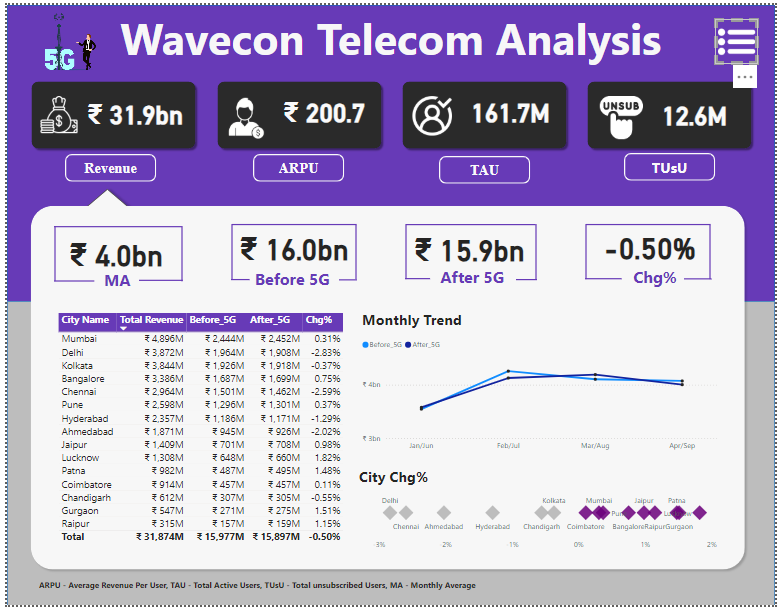 Wavecon Telecom Analysis
5G
₹ 31.9bn
₹ 200.7
161.7M
UNSUB
12.6M
Revenue
ARPU
TAU
TUsU
₹ 4.0bn
MA
₹ 16.0bn
Before 5G
₹ 15.9bn
After 5G
-0.50%
Chg%
City Name Total Revenue Before_5G After_5G Chg%
Mumbai ₹ 4,896M ₹ 2,444M ₹ 2,452M 0.31%
Delhi ₹ 3,872M ₹ 1,964M ₹ 1,908M -2.83%
Kolkata ₹ 3,844M ₹ 1,926M ₹ 1,918M -0.37%
Bangalore ₹ 3,386M ₹ 1,687M ₹ 1,699M 0.75%
Chennai ₹ 2,964M ₹ 1,501M ₹ 1,462M -2.59%
Pune ₹ 2,598M ₹ 1,296M ₹ 1,301M 0.37%
Hyderabad ₹ 2,357M ₹ 1,186M ₹ 1,171M -1.29%
Ahmedabad ₹ 1,871M ₹ 945M ₹ 926M -2.02%
Jaipur ₹ 1,409M ₹ 701M ₹ 708M 0.98%
Lucknow ₹ 1,308M ₹ 648M ₹ 660M 1.82%
Patna ₹ 982M ₹ 487M ₹ 495M 1.48%
Coimbatore ₹ 914M ₹ 457M ₹ 457M 0.11%
Chandigarh ₹ 612M ₹ 307M ₹ 305M -0.55%
Gurgaon ₹ 547M ₹ 271M ₹ 275M 1.51%
Raipur ₹ 315M ₹ 157M ₹ 159M 1.15%
Total ₹ 31,874M ₹ 15,977M ₹ 15,897M -0.50%
Monthly Trend
Before_5G After_5G
₹ 4bn
₹ 3bn
Jan/Jun Feb/Jul Mar/Aug Apr/Sep
City Chg%
Delhi Kolkata Mumbai Jaipur Patna
Chennai Ahmedabad Hyderabad Chandigarh Coimbatore Bangalore Raipur Gurgaon
-3% -2% -1% 0% 1% 2%
ARPU - Average Revenue Per User, TAU - Total Active Users, TUsU - Total unsubscribed Users, MA - Monthly Average